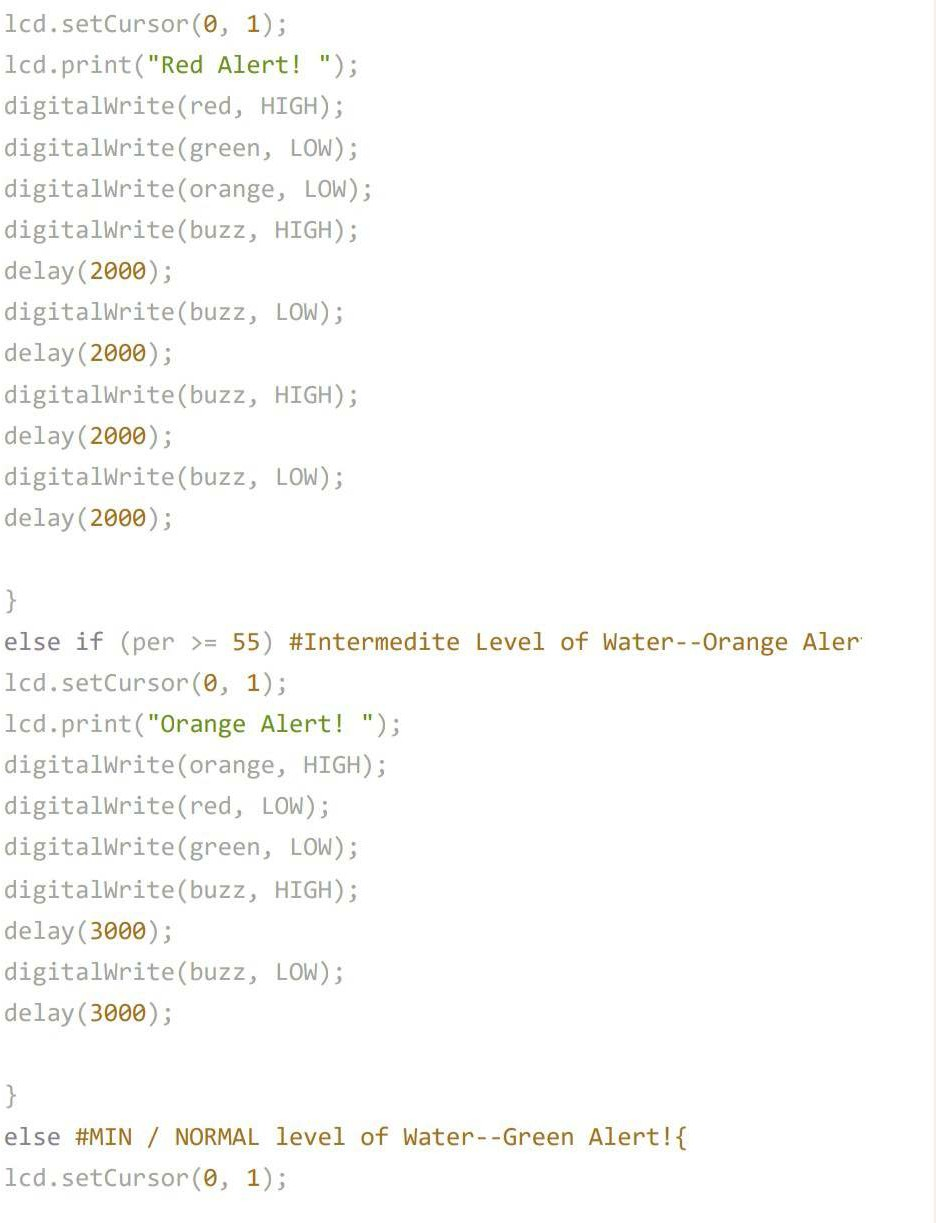 lcd.setCursor(0, 1);
lcd.print("Red Alert! ");
digitalWrite(red, HIGH);
digitalWrite(green, LOW);
digitalWrite(orange, LOW);
digitalWrite(buzz, HIGH);
delay(2000);
digitalWrite(buzz, LOW);
delay(2000);
digitalWrite(buzz, HIGH);
delay(2000);
digitalWrite(buzz, LOW);
delay(2000);
}
else if (per >= 55) #Intermedite Level of Water--Orange Aler
lcd.setCursor(0, 1);
lcd.print("Orange Alert! ");
digitalWrite(orange, HIGH);
digitalWrite(red, LOW);
digitalWrite(green, LOW);
digitalWrite(buzz, HIGH);
delay(3000);
digitalWrite(buzz, LOW);
delay(3000);
}
else #MIN / NORMAL level of Water--Green Alert!{
lcd.setCursor(0, 1);